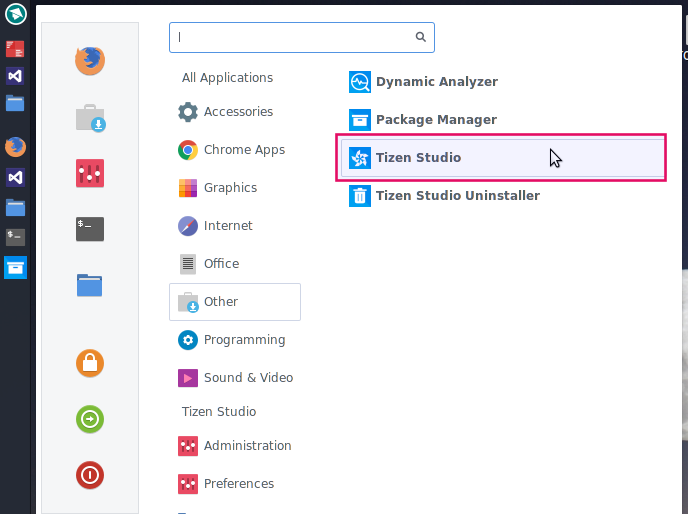 All Applications
Accessories
Chrome Apps
Graphics
Internet
Office
Other
Programming
Sound & Video
Tizen Studio
Administration
Preferences
Dynamic Analyzer
Package Manager
Tizen Studio
Tizen Studio Uninstaller